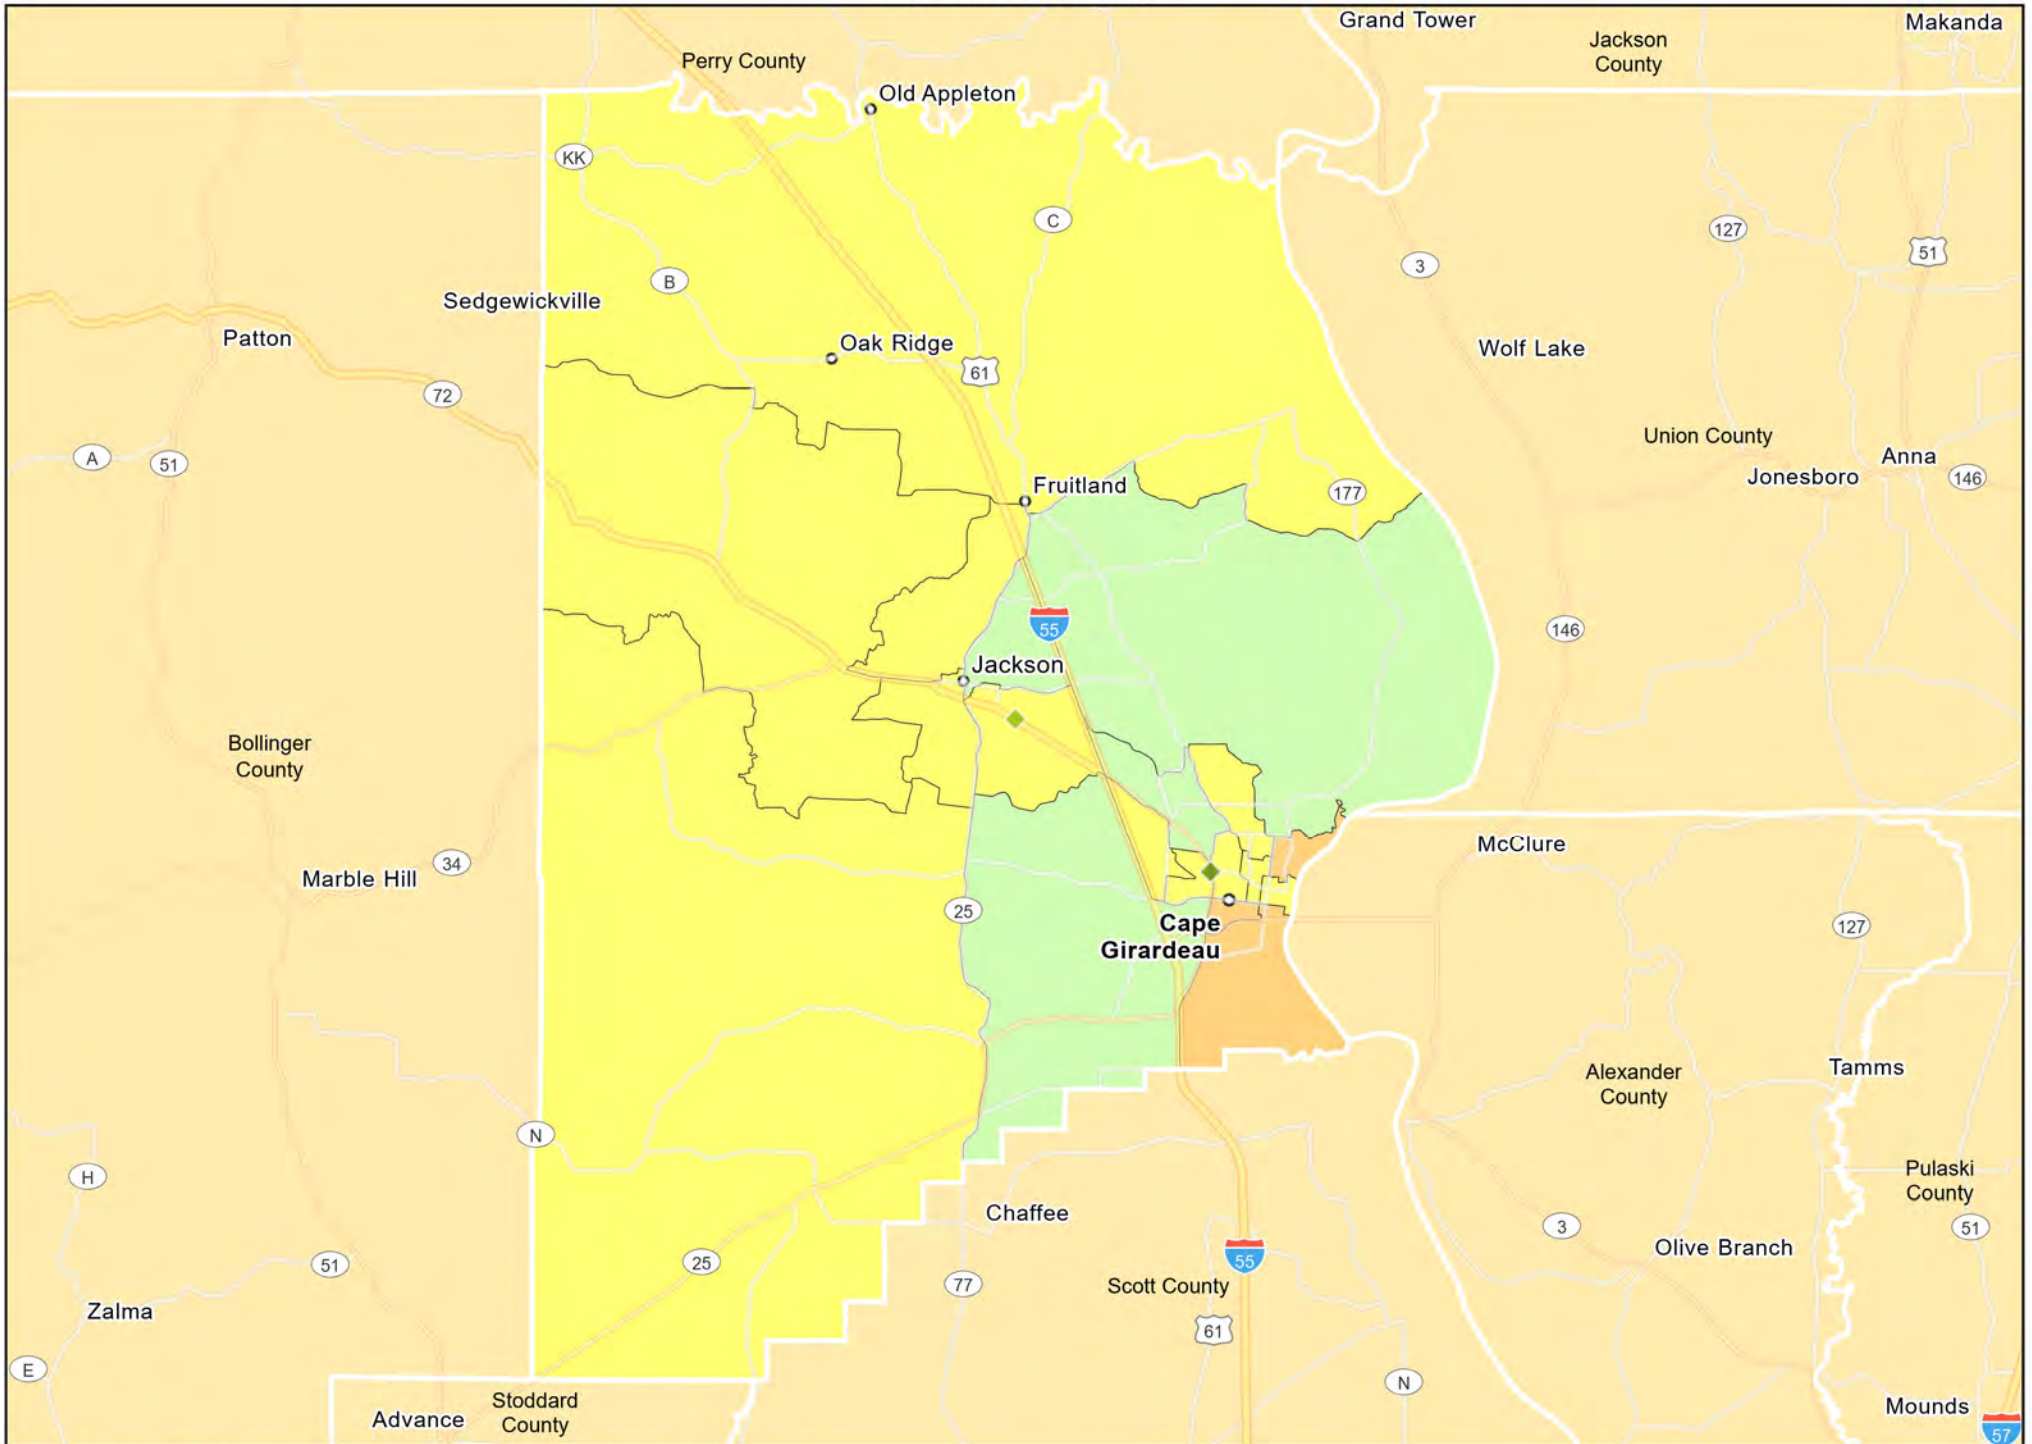 Grand Tower
Makanda
Jackson
County
Perry County
Old Appleton
KK
C
127
51
3
B
Sedgewickville
Patton
Oak Ridge
Wolf Lake
61
72
Union County
A
51
Anna
Jonesboro
146
Fruitland
177
55
146
Jackson
Bollinger
County
McClure
34
Marble Hill
25
Cape
Girardeau
127
Alexander
County
Tamms
N
H
Pulaski
County
Chaffee
3
51
Olive Branch
51
25
55
77
Scott County
Zalma
61
E
N
Stoddard
County
Advance
Mounds
57